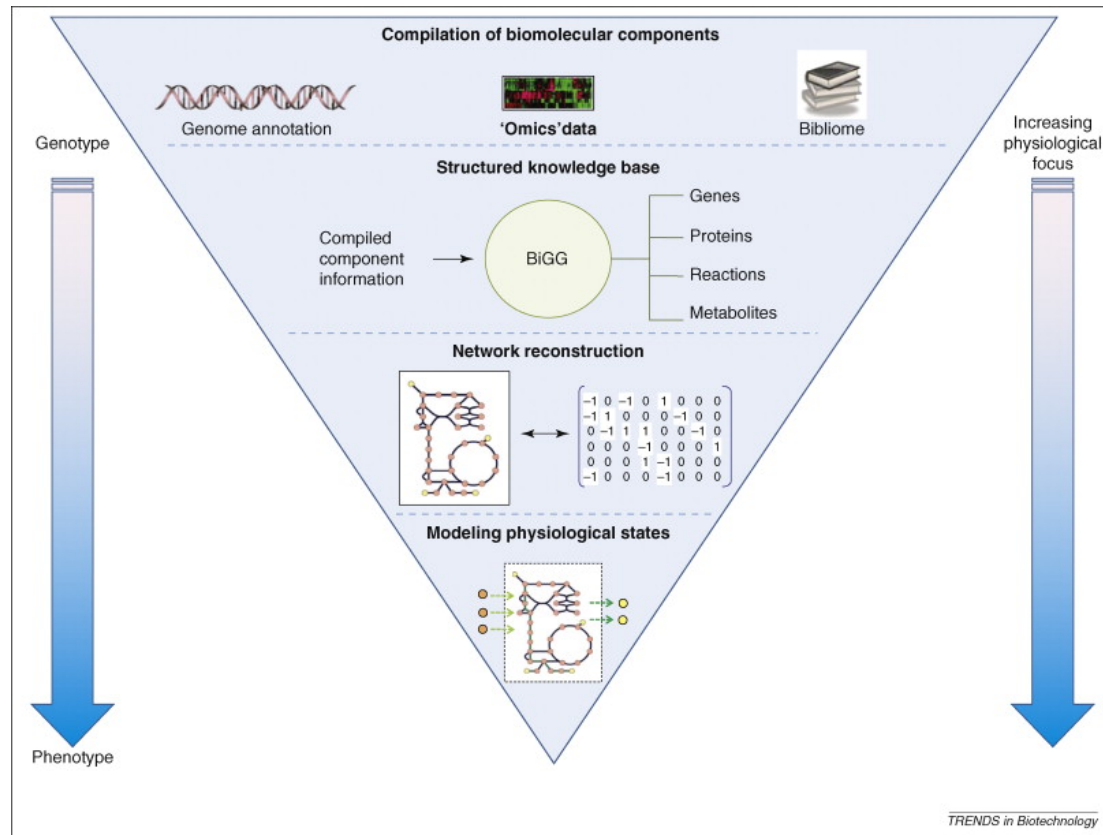 Compilation of biomolecular components
Genome annotation
'Omics'data
Bibliome
Genotype
Increasing
physiological
focus
Structured knowledge base
Compiled
component
information
BiGG
Genes
Proteins
Reactions
Metabolites
Network reconstruction
−1 0 −1 0 1 0 0 0
−1 1 0 0 0 −1 0 0
0 −1 1 1 0 0 −1 0
0 0 0 −1 0 0 0 1
0 0 0 1 −1 0 0 0
−1 0 0 0 −1 0 0 0
Modeling physiological states
Phenotype
TRENDS in Biotechnology